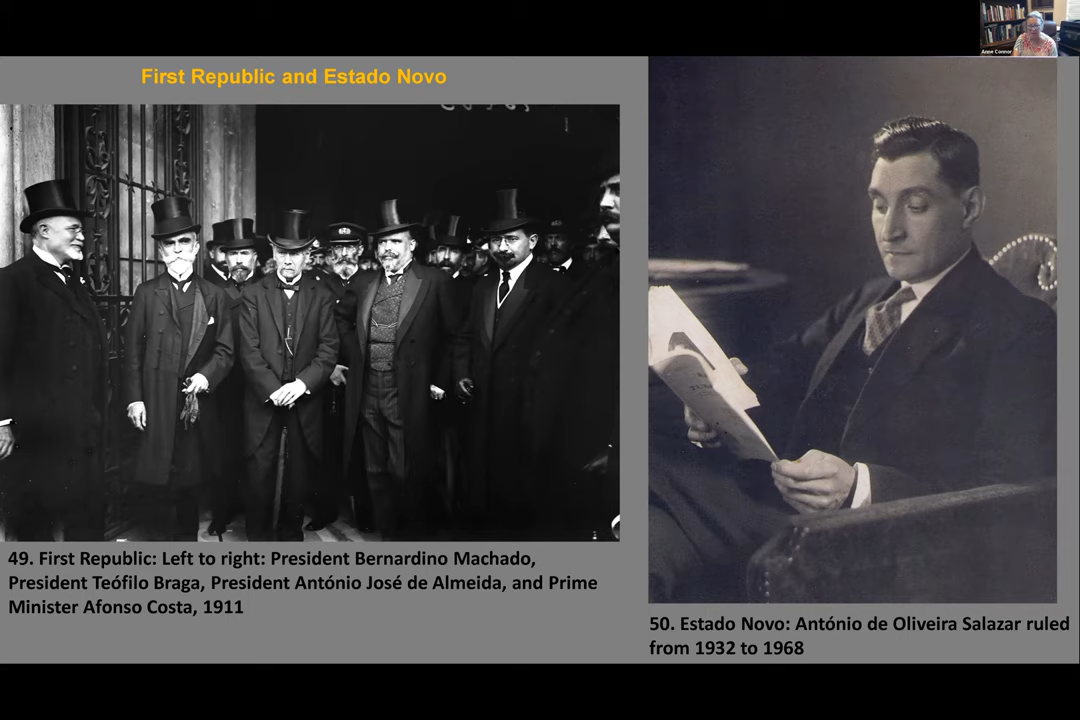 Anne Connor
First Republic and Estado Novo
49. First Republic: Left to right: President Bernardino Machado,
President Teófilo Braga, President António José de Almeida, and Prime
Minister Afonso Costa, 1911
50. Estado Novo: António de Oliveira Salazar ruled
from 1932 to 1968